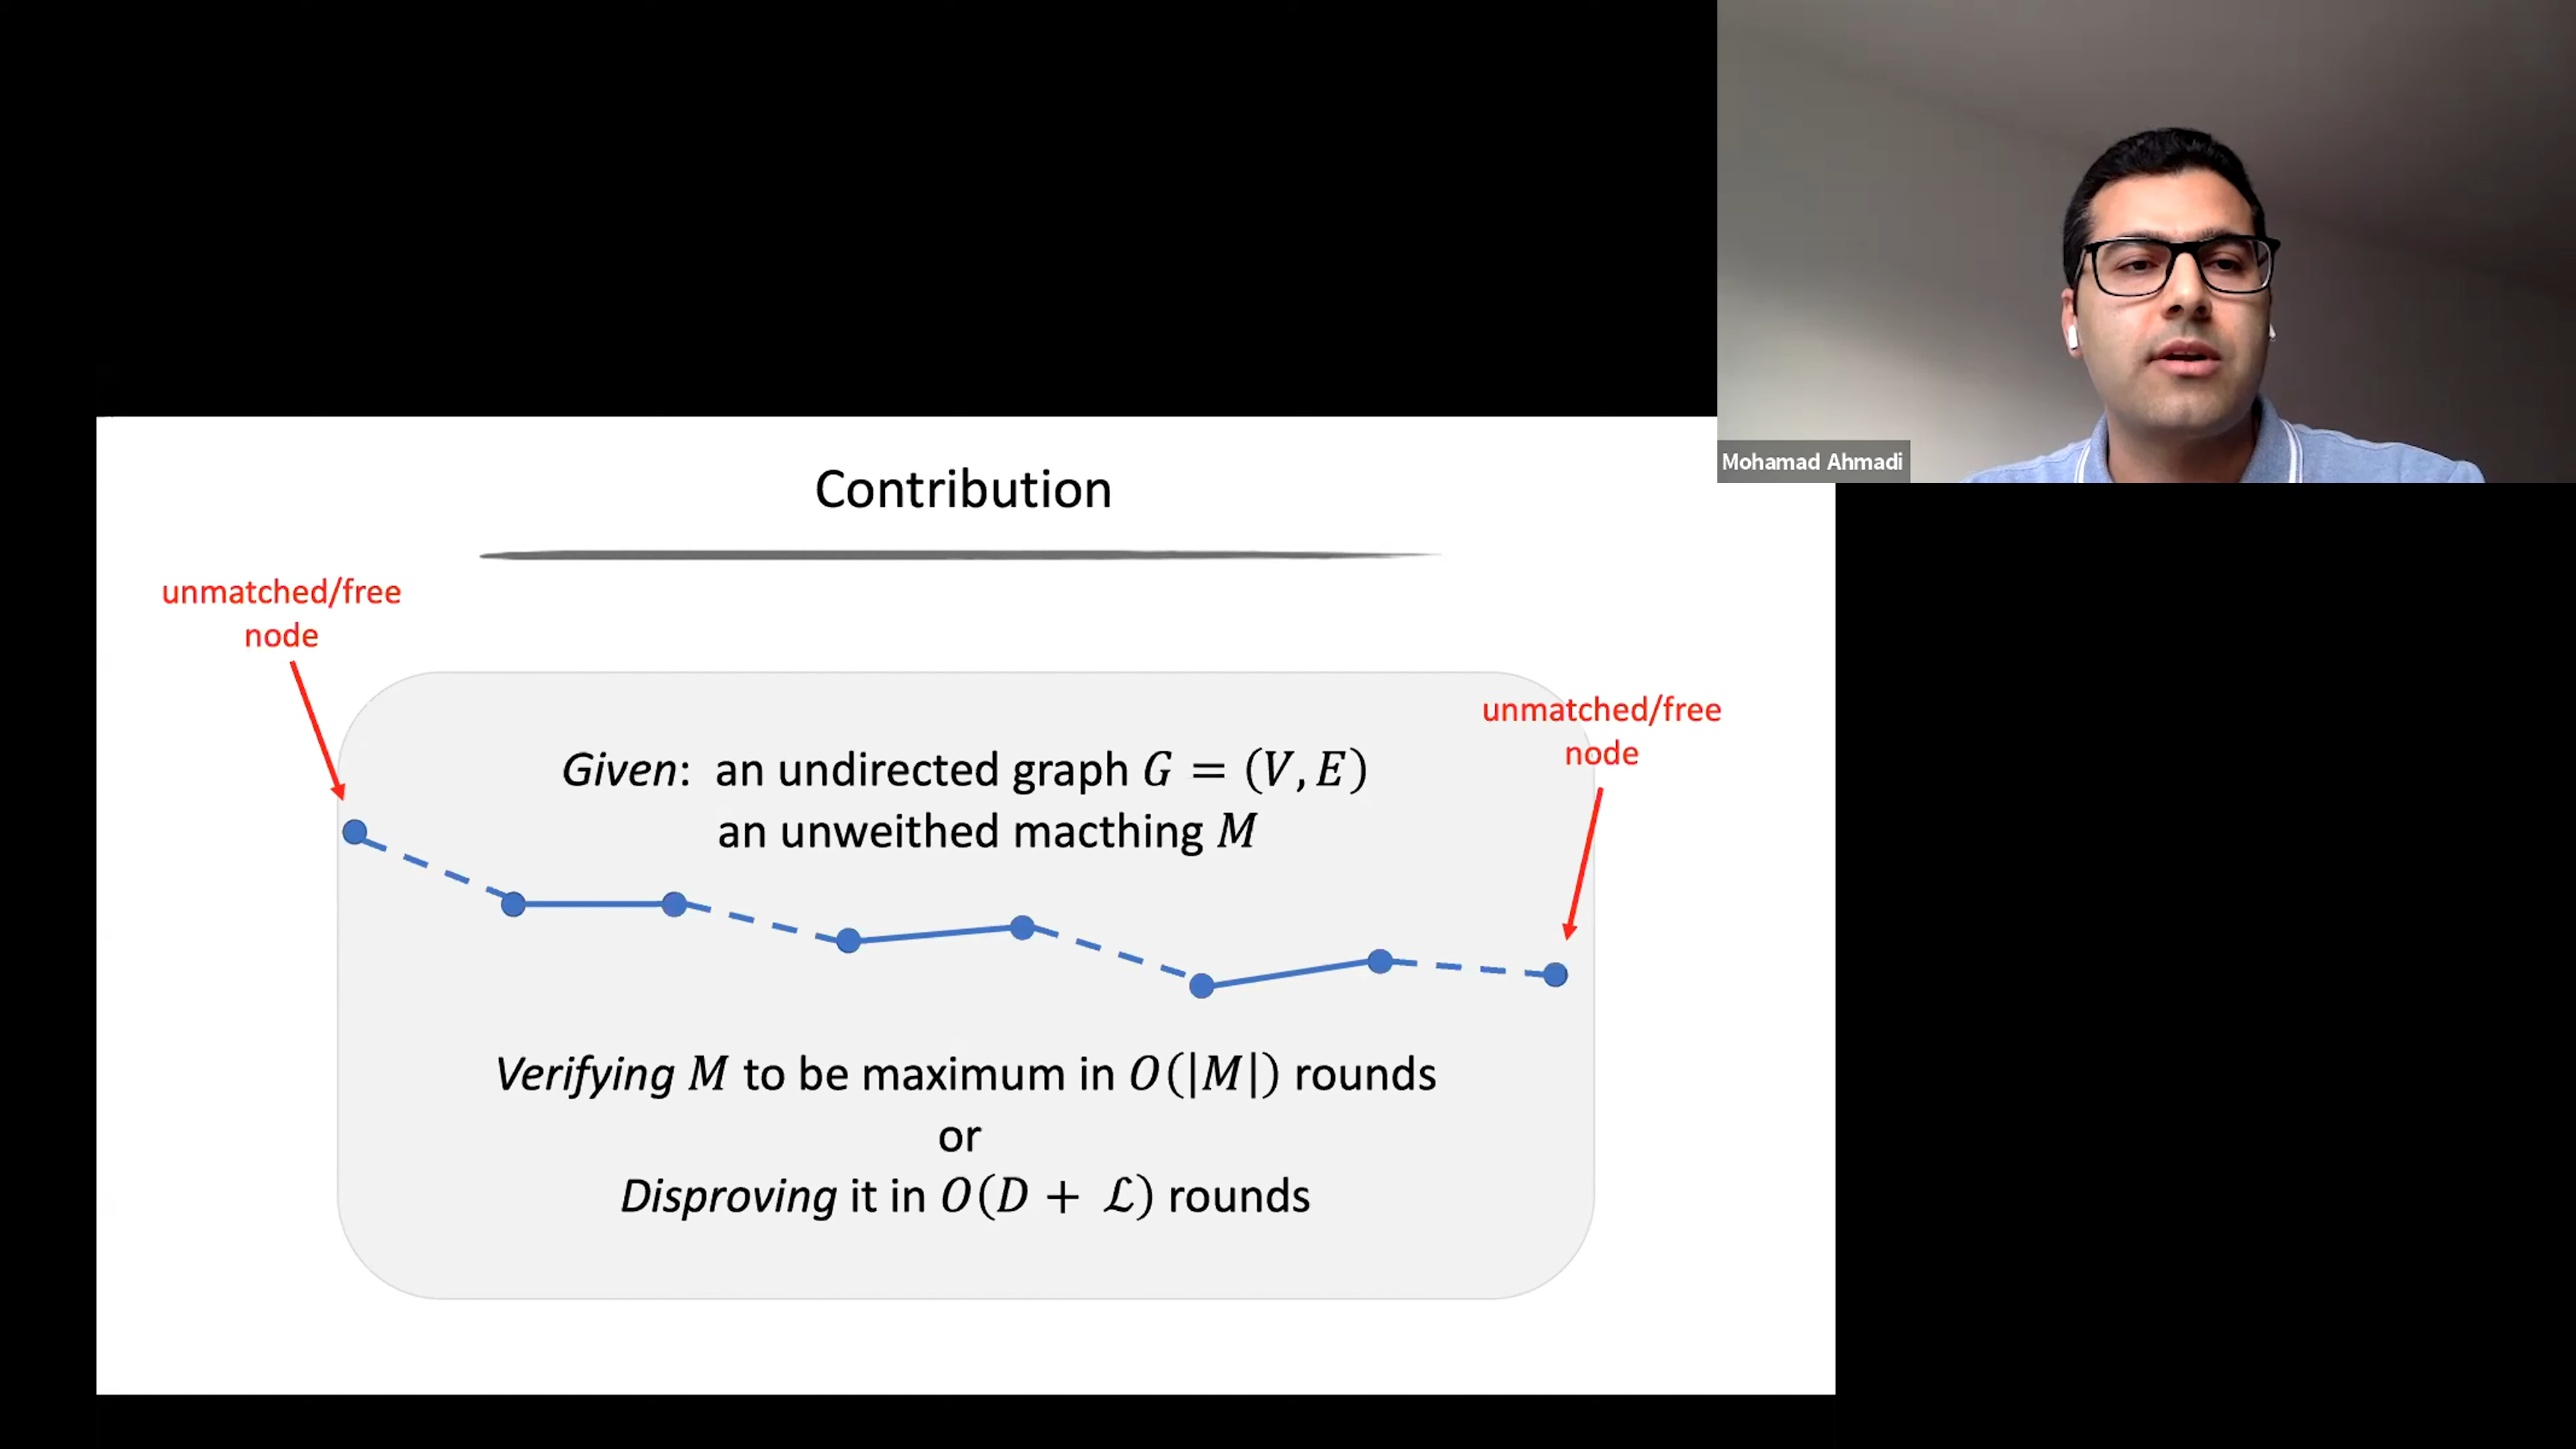 Mohamad Ahmadi
Contribution
unmatched/free
node
unmatched/free
node
Given: an undirected graph G = (V, E)
an unweithed macthing M
Verifying M to be maximum in O(|M|) rounds
or
Disproving it in O(D + ℒ) rounds